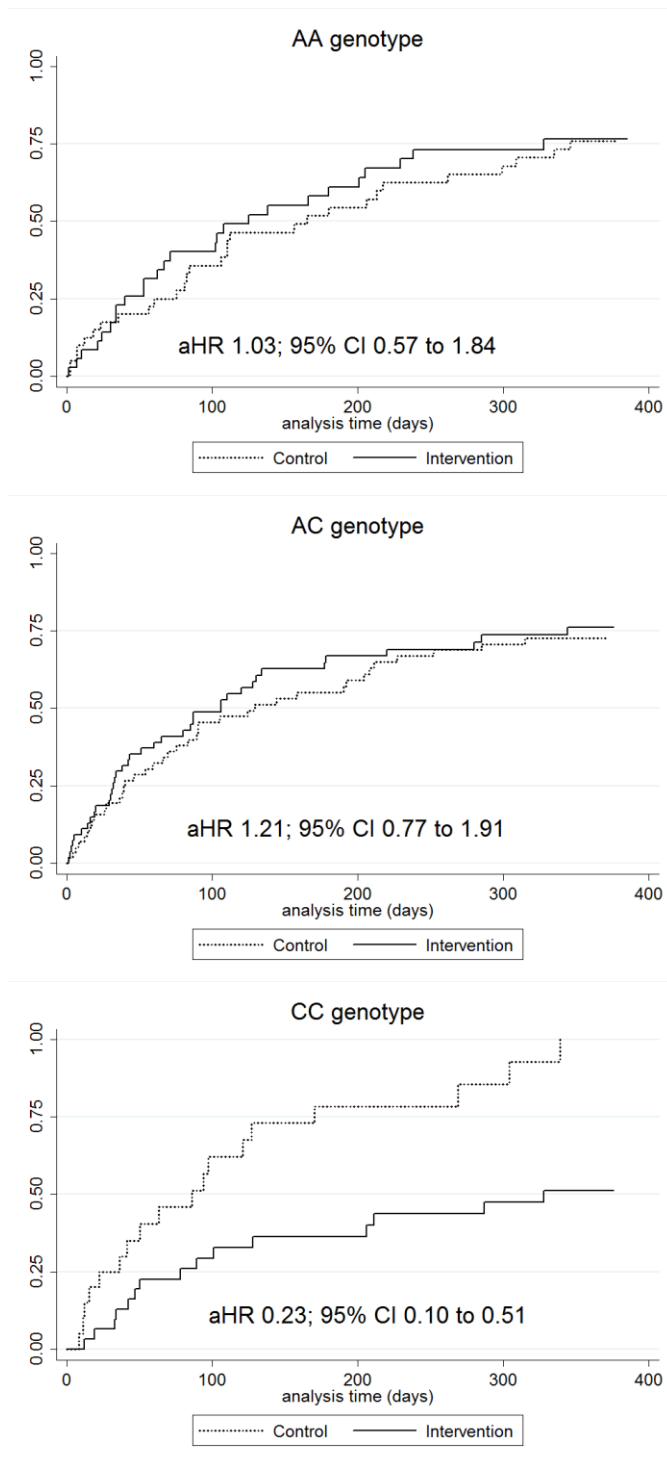 AA genotype
1.00
0.75
0.50
0.25
0.00
aHR 1.03; 95% CI 0.57 to 1.84
0 100 200 300 400
analysis time (days)
Control Intervention
AC genotype
1.00
0.75
0.50
0.25
0.00
aHR 1.21; 95% CI 0.77 to 1.91
0 100 200 300 400
analysis time (days)
Control Intervention
CC genotype
1.00
0.75
0.50
0.25
0.00
aHR 0.23; 95% CI 0.10 to 0.51
0 100 200 300 400
analysis time (days)
Control Intervention